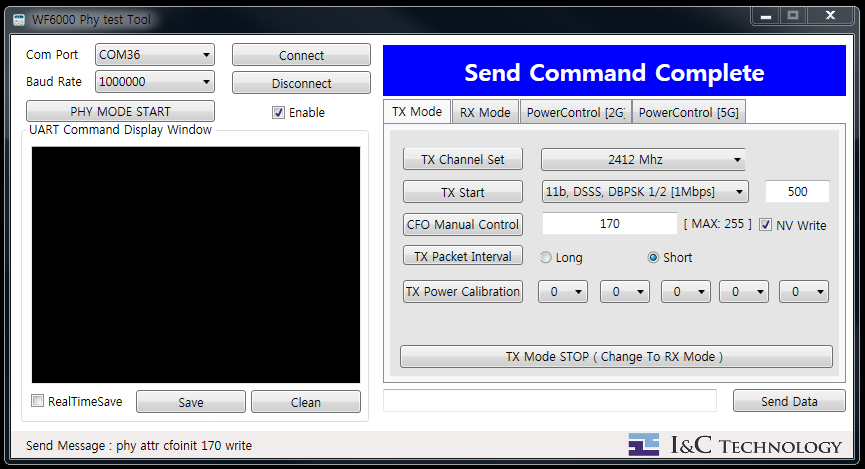 WF6000 Phy test Tool
Com Port COM36 Connect
Baud Rate 1000000 Disconnect
PHY MODE START Enable
UART Command Display Window
RealTimeSave Save Clean
Send Command Complete
TX Mode RX Mode PowerControl [2G] PowerControl [5G]
TX Channel Set 2412 Mhz
TX Start 11b, DSSS, DBPSK 1/2 [1Mbps] 500
CFO Manual Control 170 [ MAX: 255 ] NV Write
TX Packet Interval Long Short
TX Power Calibration 0 0 0 0 0
TX Mode STOP ( Change To RX Mode )
Send Data
Send Message : phy attr cfoinit 170 write
I&C TECHNOLOGY